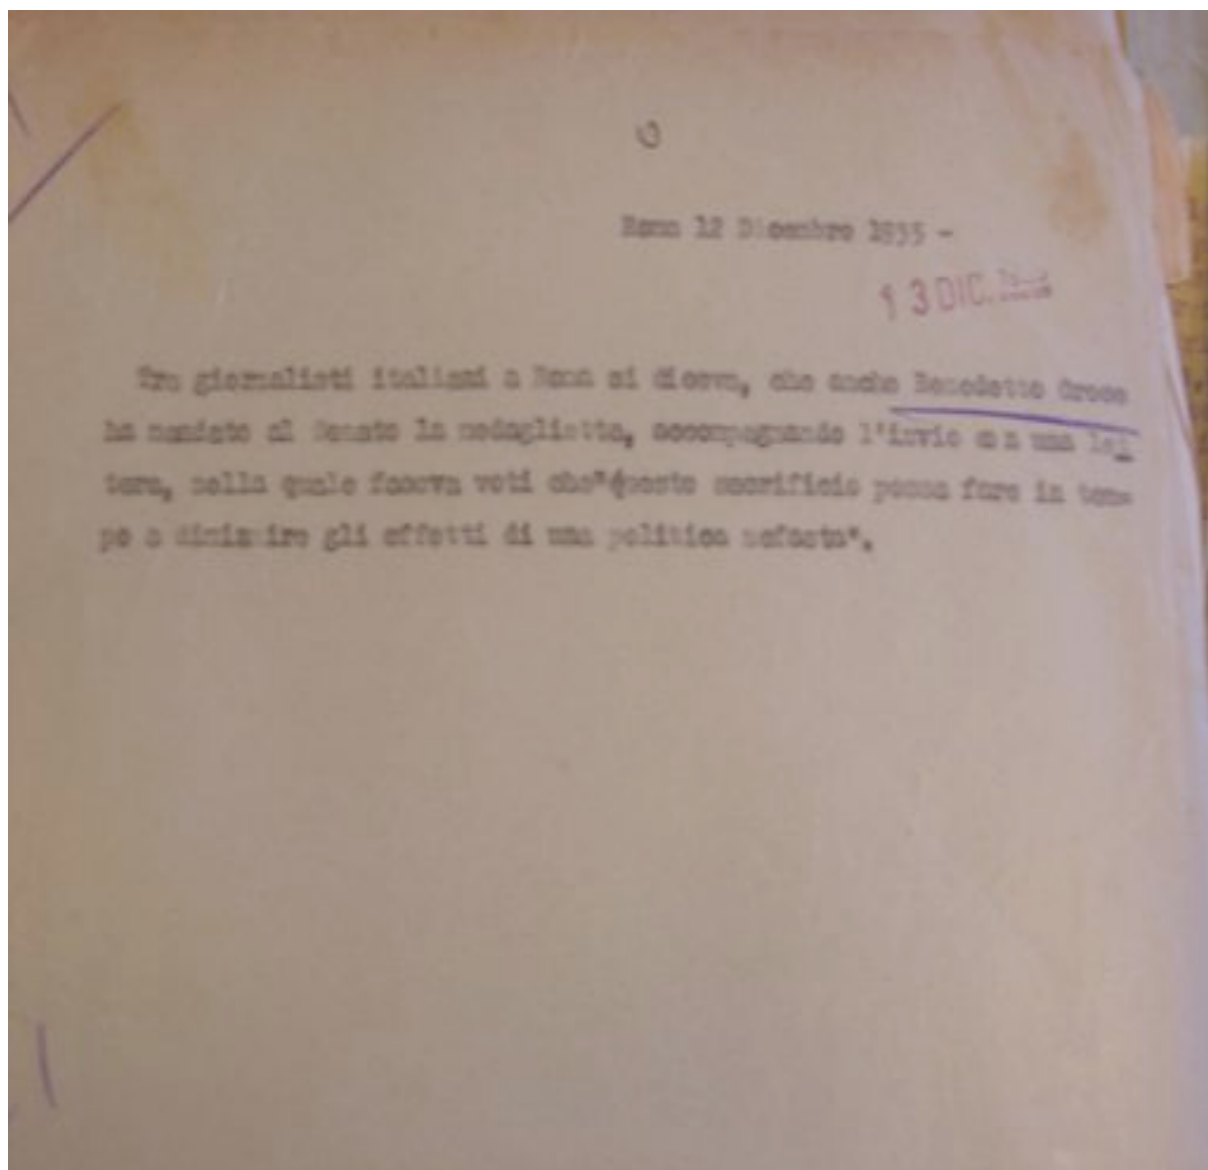 Roma 12 Dicembre 1935 -
13 DIC.
Tra giornalisti italiani a Roma si diceva, che anche Benedetto Croce
ha mandato al Senato la medaglietta, accompagnando l'invio con una let
tera, nella quale faceva voti che "questo sacrificio possa fare in tem-
po a diminuire gli effetti di una politica nefasta".